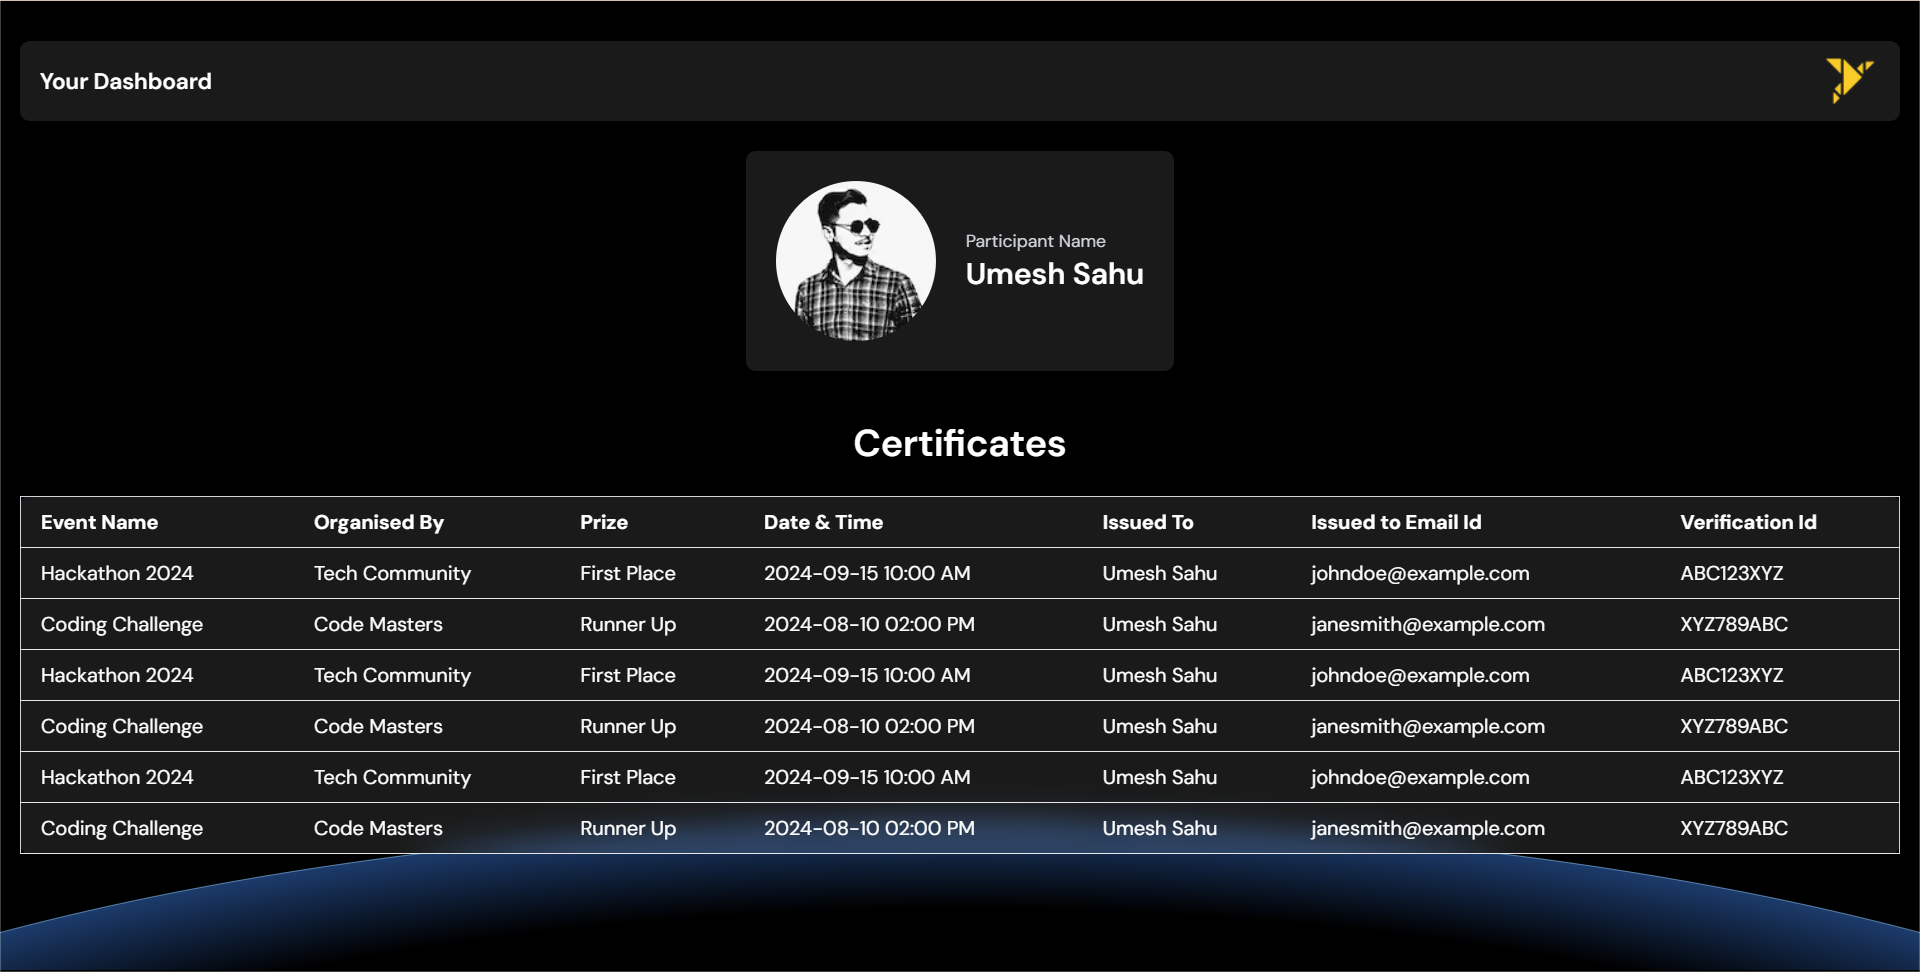 Your Dashboard
Participant Name
Umesh Sahu
Certificates
Event Name Organised By Prize Date & Time Issued To Issued to Email Id Verification Id
Hackathon 2024 Tech Community First Place 2024-09-15 10:00 AM Umesh Sahu johndoe@example.com ABC123XYZ
Coding Challenge Code Masters Runner Up 2024-08-10 02:00 PM Umesh Sahu janesmith@example.com XYZ789ABC
Hackathon 2024 Tech Community First Place 2024-09-15 10:00 AM Umesh Sahu johndoe@example.com ABC123XYZ
Coding Challenge Code Masters Runner Up 2024-08-10 02:00 PM Umesh Sahu janesmith@example.com XYZ789ABC
Hackathon 2024 Tech Community First Place 2024-09-15 10:00 AM Umesh Sahu johndoe@example.com ABC123XYZ
Coding Challenge Code Masters Runner Up 2024-08-10 02:00 PM Umesh Sahu janesmith@example.com XYZ789ABC